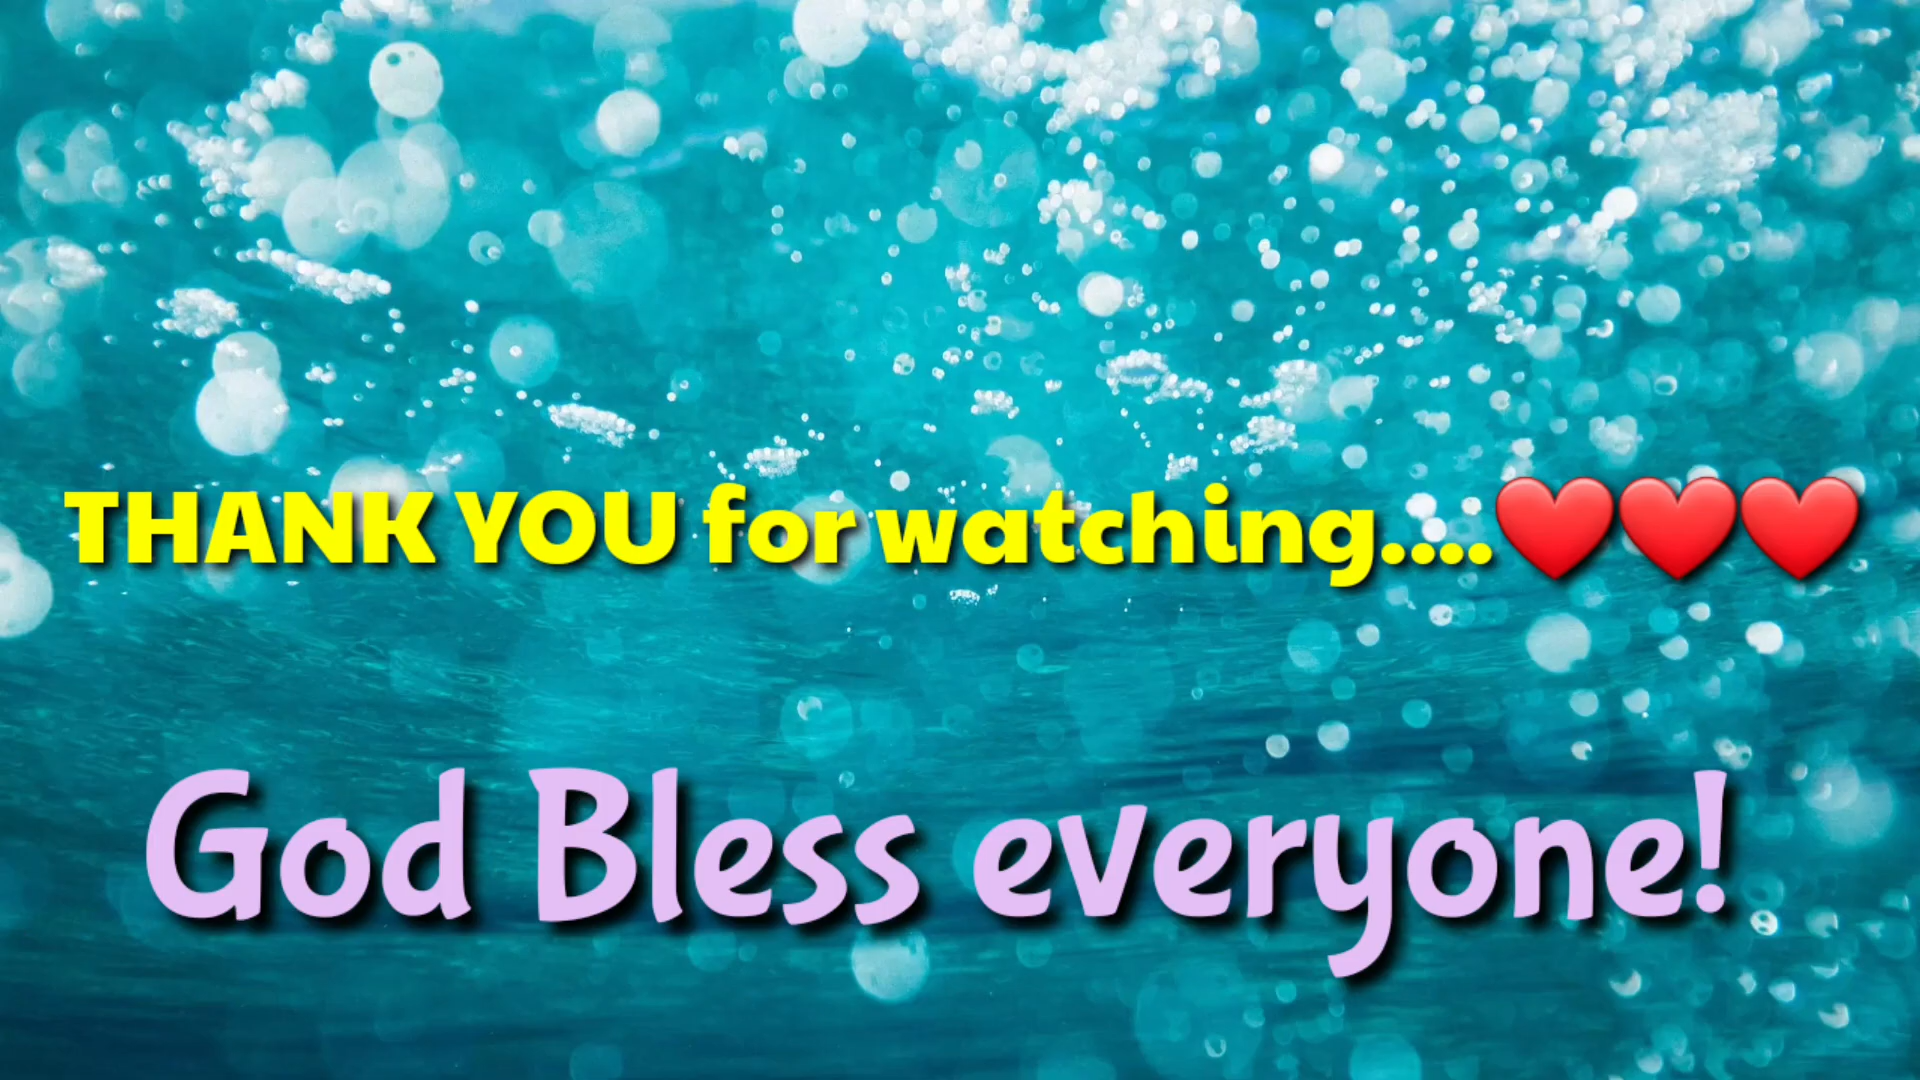 THANK YOU for watching....❤️❤️❤️
God Bless everyone!